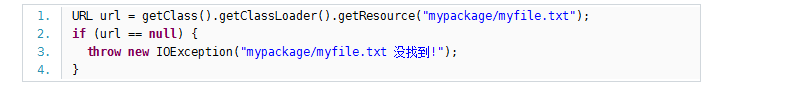 1. URL url = getClass().getClassLoader().getResource("mypackage/myfile.txt");
2. if (url == null) {
3.   throw new IOException("mypackage/myfile.txt 没找到!");
4. }